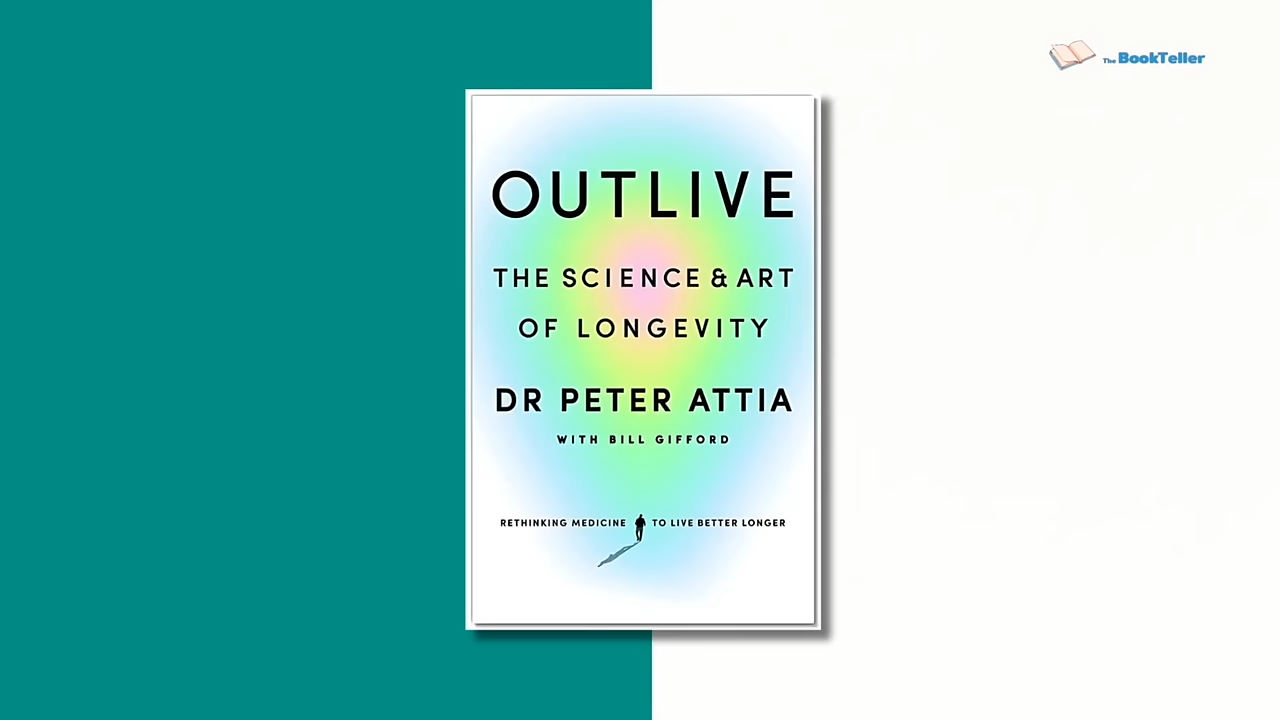 The BookTeller
OUTLIVE
THE SCIENCE & ART
OF LONGEVITY
DR PETER ATTIA
WITH BILL GIFFORD
RETHINKING MEDICINE TO LIVE BETTER LONGER